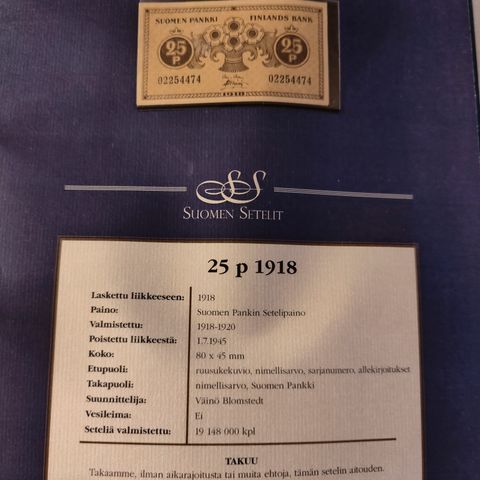 SUOMEN PANKKI FINLANDS BANK
25 P 25 P
02254474 02254474
1918
SUOMEN SETELIT
25 p 1918
Laskettu liikkeeseen: 1918
Paino: Suomen Pankin Setelipaino
Valmistettu: 1918-1920
Poistettu liikkeestä: 1.7.1945
Koko: 80 x 45 mm
Etupuoli: ruusukekuvio, nimellisarvo, sarjanumero, allekirjoitukset
Takapuoli: nimellisarvo, Suomen Pankki
Suunnittelija: Väinö Blomstedt
Vesileima: Ei
Seteliä valmistettu: 19 148 000 kpl
TAKUU
Takaamme, ilman aikarajoitusta tai muita ehtoja, tämän setelin aitouden.